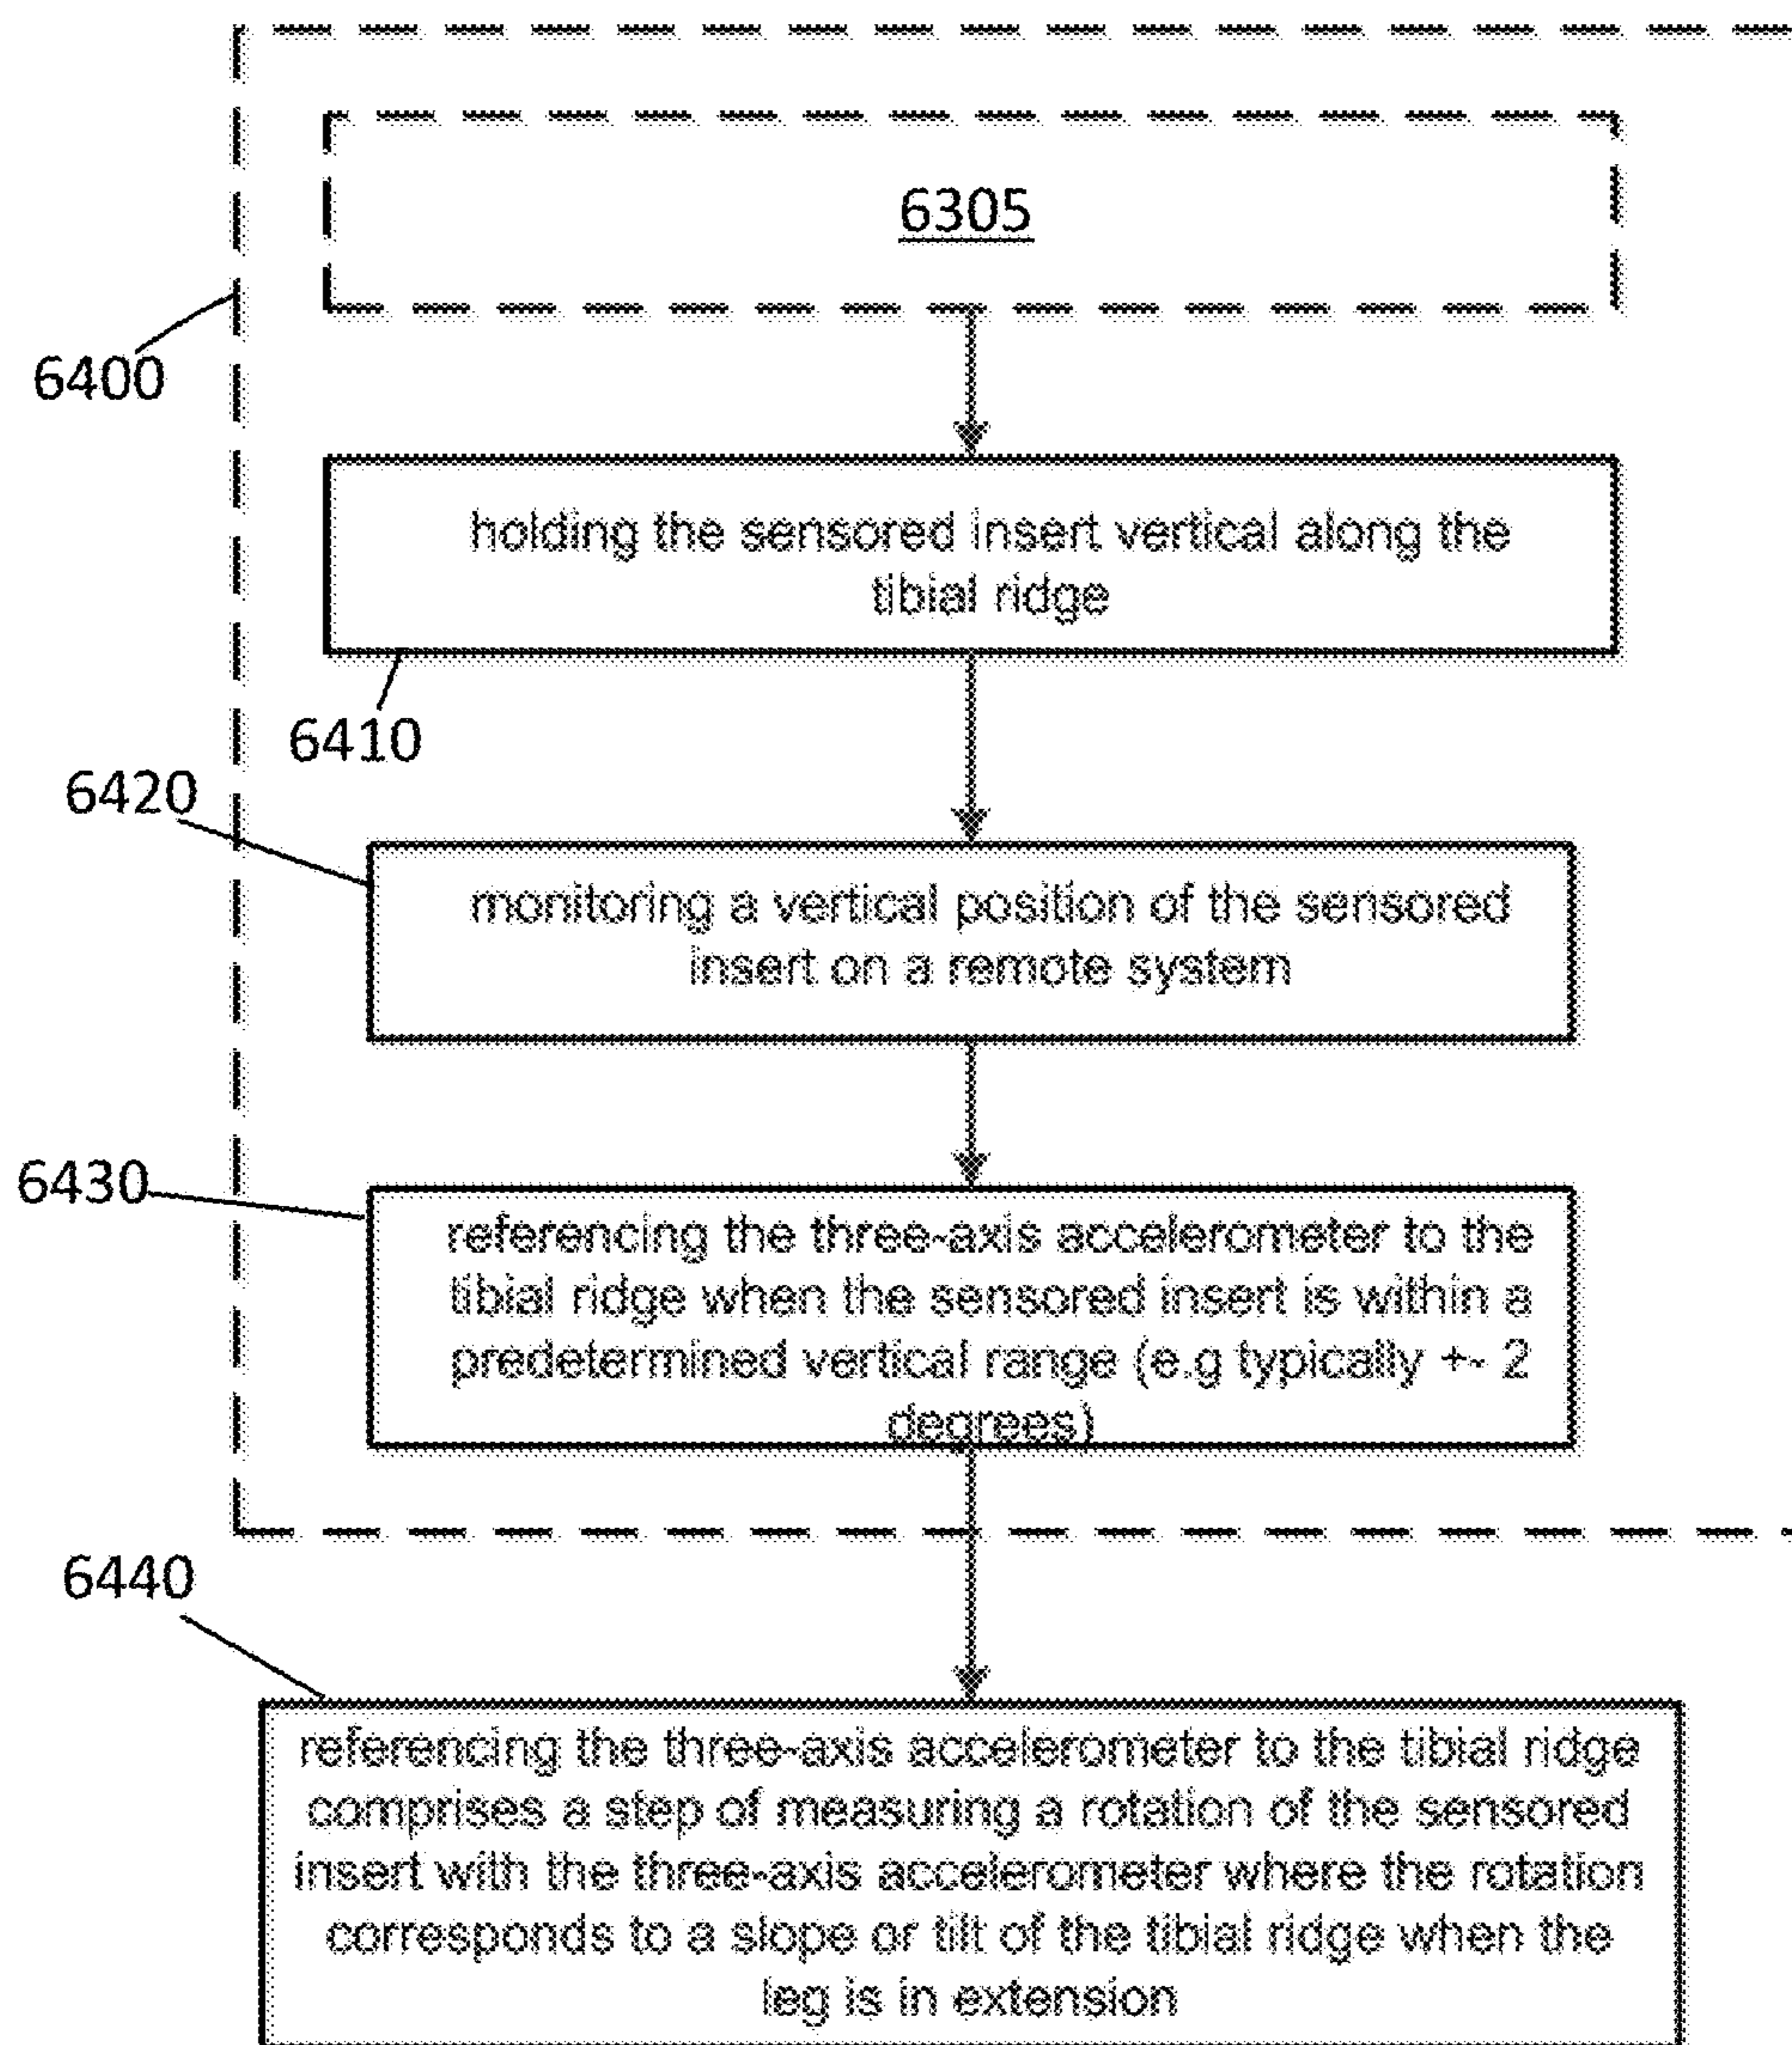 6305
6400
holding the sensored insert vertical along the
tibial ridge
6410
6420
monitoring a vertical position of the sensored
insert on a remote system
6430
referencing the three-axis accelerometer to the
tibial ridge when the sensored insert is within a
predetermined vertical range (e.g typically +- 2
degrees)
6440
referencing the three-axis accelerometer to the tibial ridge
comprises a step of measuring a rotation of the sensored
insert with the three-axis accelerometer where the rotation
corresponds to a slope or tilt of the tibial ridge when the
leg is in extension